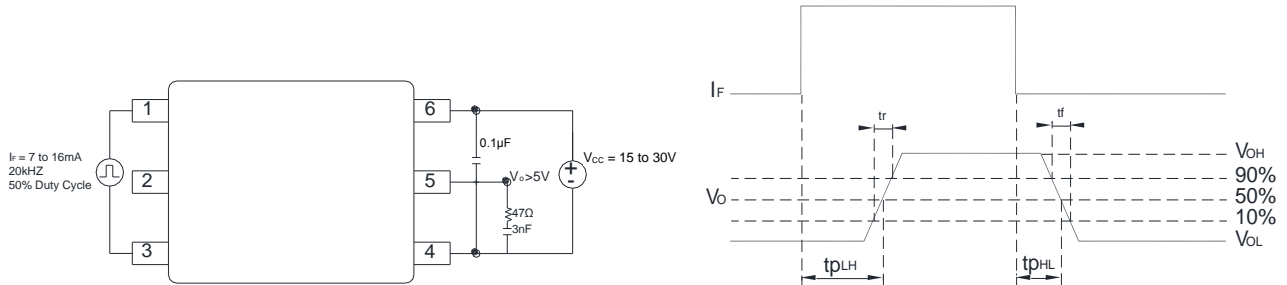 1
2
3
6
5
4
IF = 7 to 16mA
20kHZ
50% Duty Cycle
0.1µF
Vo>5V
47Ω
3nF
VCC = 15 to 30V
IF
tr
tf
VOH
90%
VO
50%
10%
VOL
tpLH
tpHL